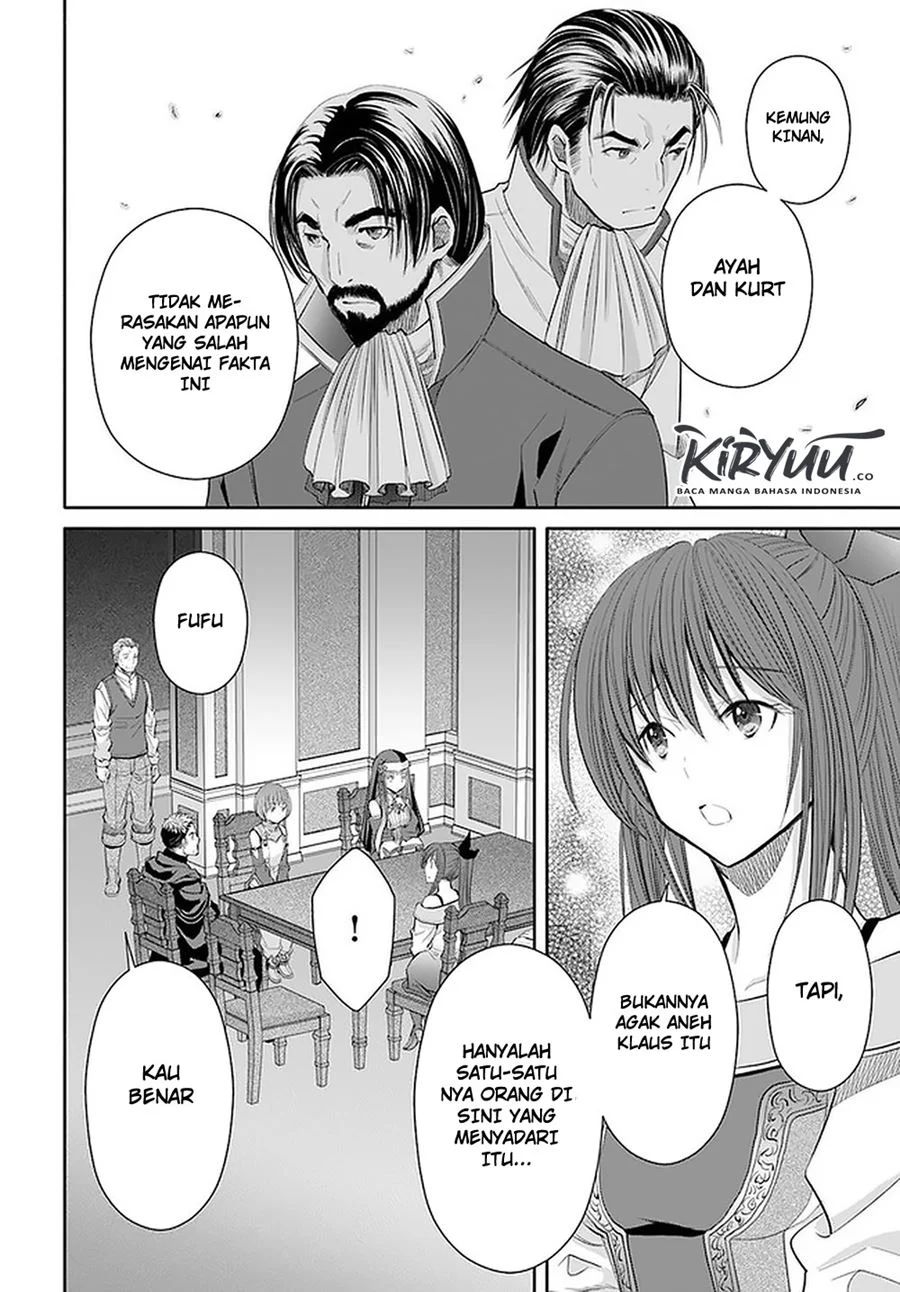 KEMUNG
KINAN,
AYAH
DAN KURT
TIDAK ME-
RASAKAN APAPUN
YANG SALAH
MENGENAI FAKTA
INI
KIRYUU.CO
BACA MANGA BAHASA INDONESIA
TAPI,
BUKANNYA
AGAK ANEH
KLAUS ITU
HANYALAH
SATU-SATU
NYA ORANG DI
SINI YANG
MENYADARI
ITU...
!
FUFU
KAU
BENAR